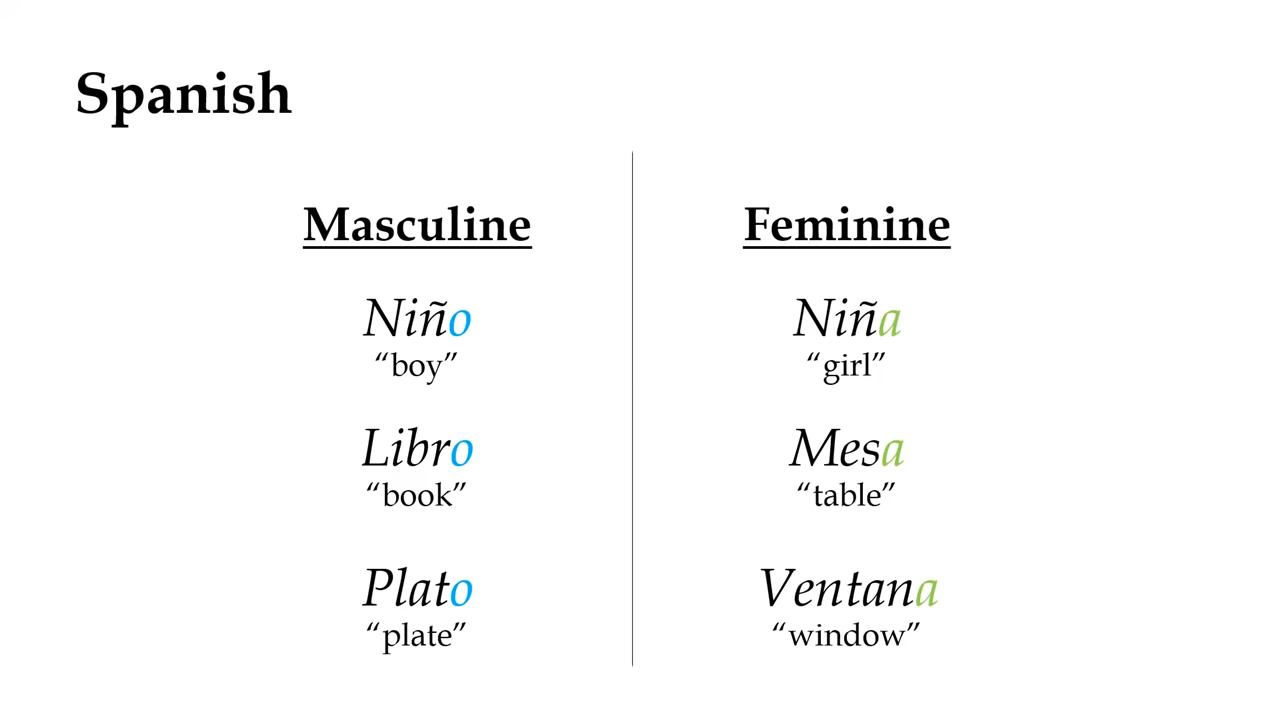 Spanish
Masculine
Niño
“boy”
Libro
“book”
Plato
“plate”
Feminine
Niña
“girl”
Mesa
“table”
Ventana
“window”